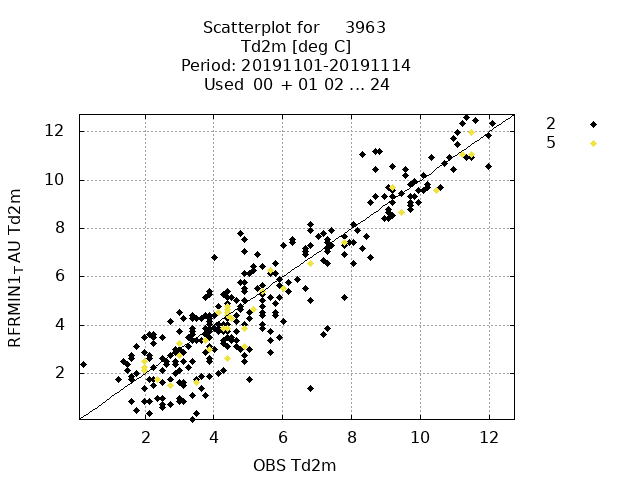 Scatterplot for 3963
Td2m [deg C]
Period: 20191101-20191114
Used 00 + 01 02 ... 24
2
5
12
10
8
6
4
2
RFRMIN1T AU Td2m
2 4 6 8 10 12
OBS Td2m